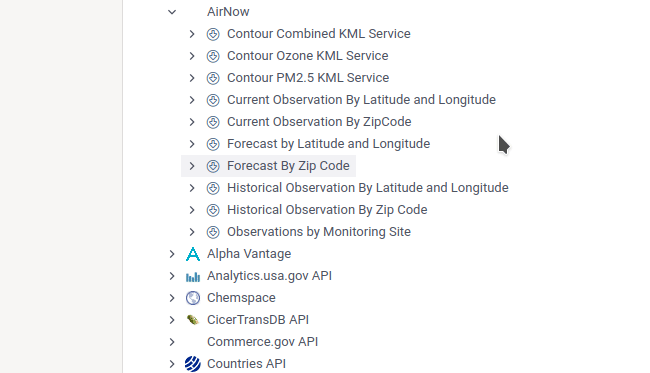 AirNow
Contour Combined KML Service
Contour Ozone KML Service
Contour PM2.5 KML Service
Current Observation By Latitude and Longitude
Current Observation By ZipCode
Forecast by Latitude and Longitude
Forecast By Zip Code
Historical Observation By Latitude and Longitude
Historical Observation By Zip Code
Observations by Monitoring Site
Alpha Vantage
Analytics.usa.gov API
Chemspace
CicerTransDB API
Commerce.gov API
Countries API